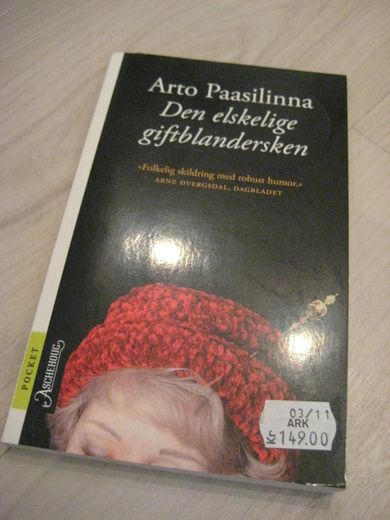 Arto Paasilinna
Den elskelige
giftblandersken
«Folkelig skildring med robust humor.»
ARNE DVERGSDAL, DAGBLADET
POCKET
ASCHEHOUG
03/11
ARK
Kr 149.00